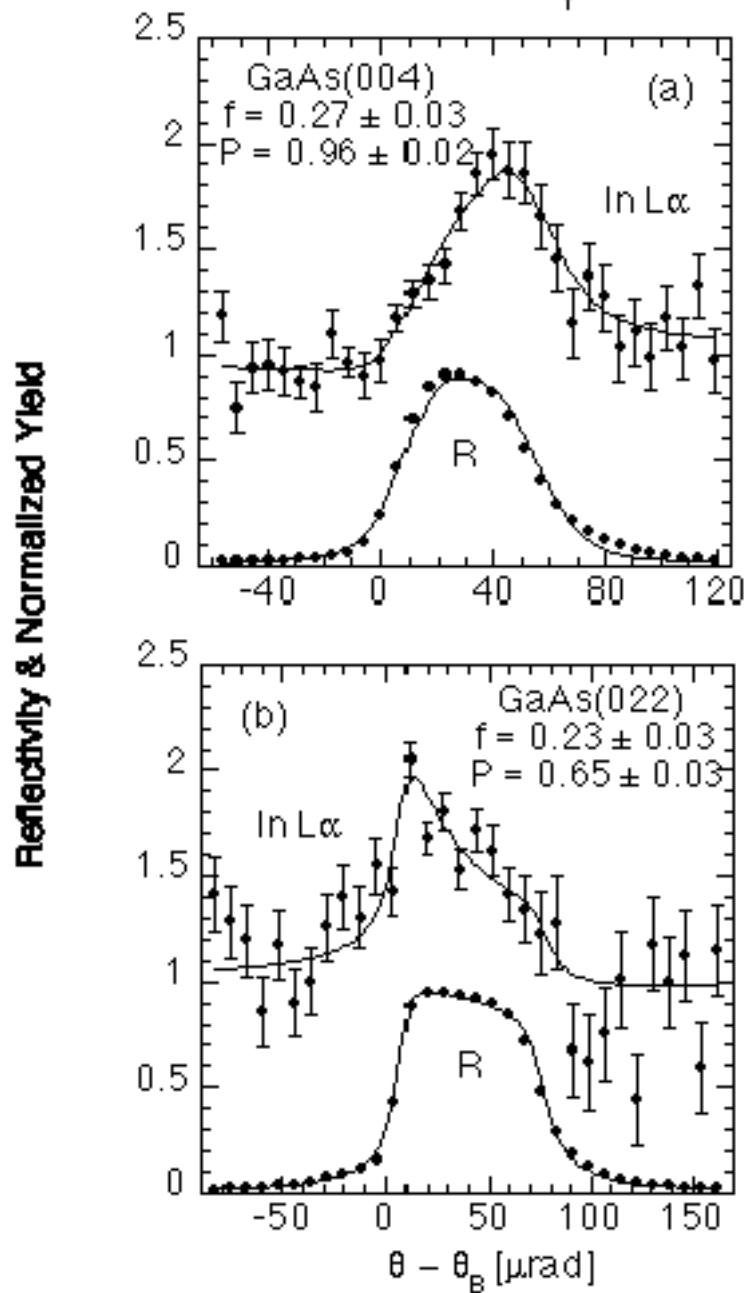 Reflectivity & Normalized Yield
2.5
2
1.5
1
0.5
0
GaAs(004)
f = 0.27 ± 0.03
P = 0.96 ± 0.02
(a)
In Lα
R
-40 0 40 80 120
2.5
2
1.5
1
0.5
0
(b)
GaAs(022)
f = 0.23 ± 0.03
P = 0.65 ± 0.03
In Lα
R
-50 0 50 100 150
θ – θB [μrad]